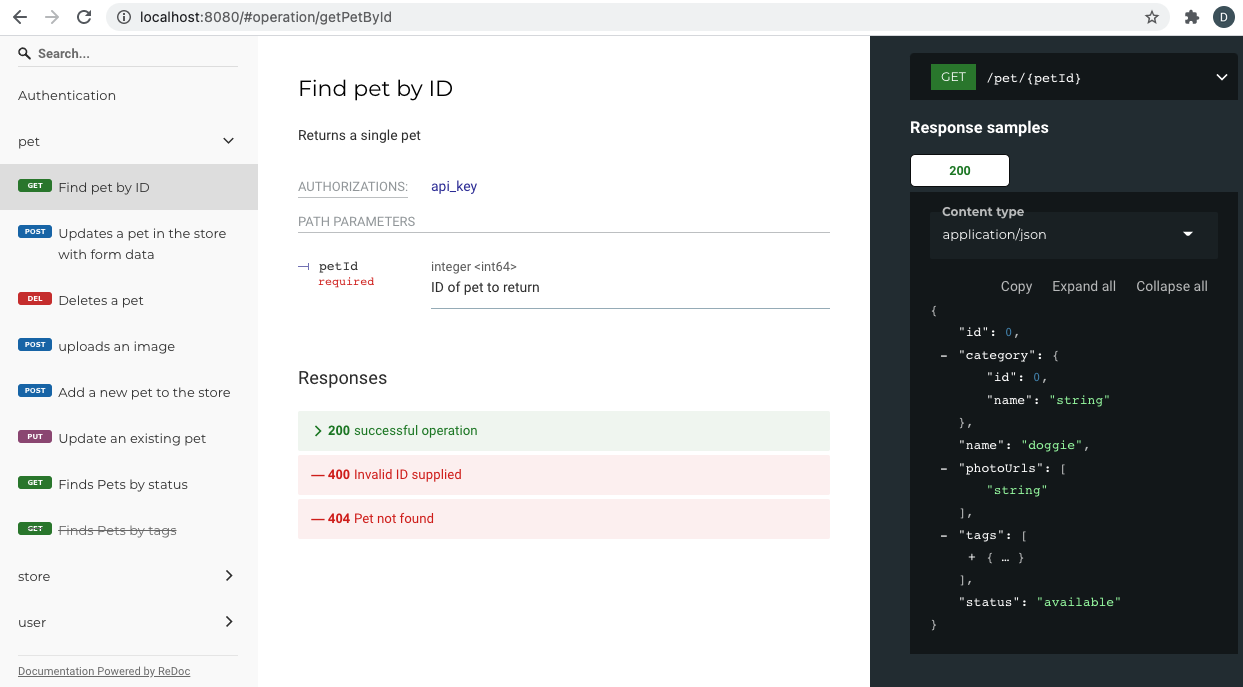 localhost:8080/#operation/getPetById
D
Search...
Authentication
pet
GET Find pet by ID
POST Updates a pet in the store
with form data
DEL Deletes a pet
POST uploads an image
POST Add a new pet to the store
PUT Update an existing pet
GET Finds Pets by status
GET Finds Pets by tags
store
user
Documentation Powered by ReDoc
Find pet by ID
Returns a single pet
AUTHORIZATIONS: api_key
PATH PARAMETERS
petId integer <int64>
required ID of pet to return
Responses
200 successful operation
— 400 Invalid ID supplied
— 404 Pet not found
GET /pet/{petId}
Response samples
200
Content type
application/json
Copy Expand all Collapse all
{
"id": 0,
- "category": {
"id": 0,
"name": "string"
},
"name": "doggie",
- "photoUrls": [
"string"
],
- "tags": [
+ { … }
],
"status": "available"
}